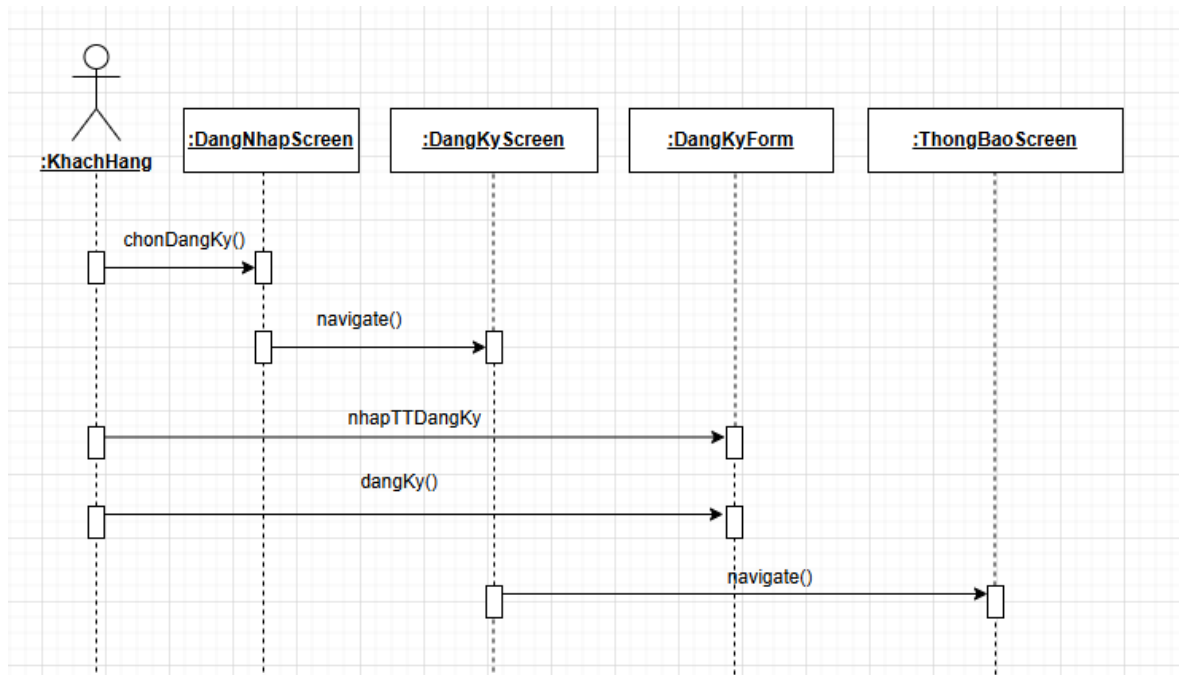 :KhachHang
:DangNhapScreen
:DangKyScreen
:DangKyForm
:ThongBaoScreen
chonDangKy()
navigate()
nhapTTDangKy
dangKy()
navigate()